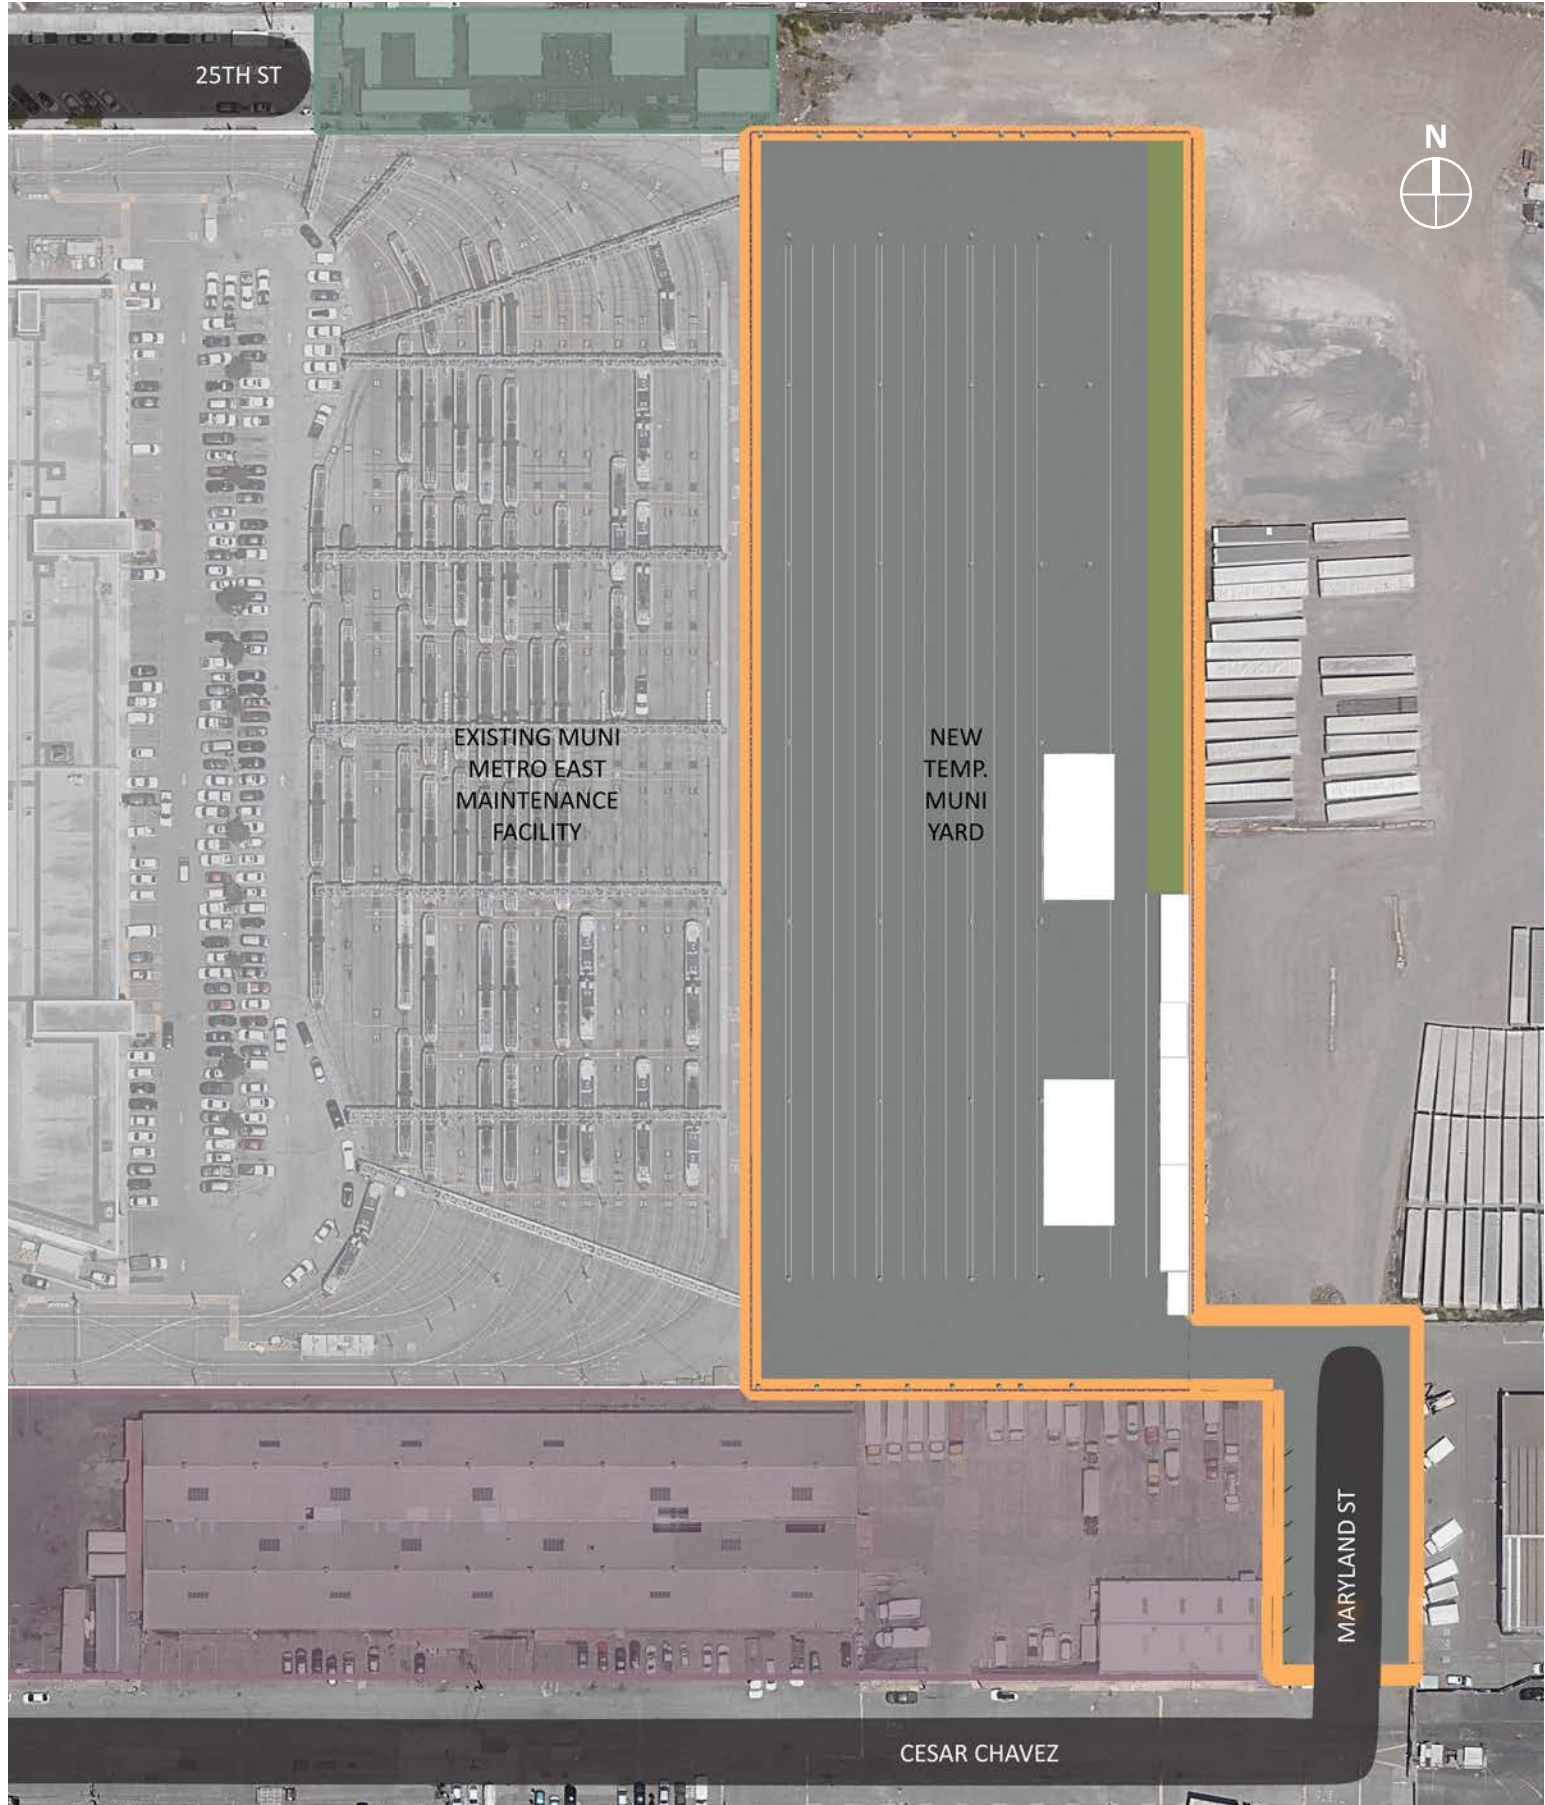 25TH ST
N
EXISTING MUNI
METRO EAST
MAINTENANCE
FACILITY
NEW
TEMP.
MUNI
YARD
MARYLAND ST
CESAR CHAVEZ